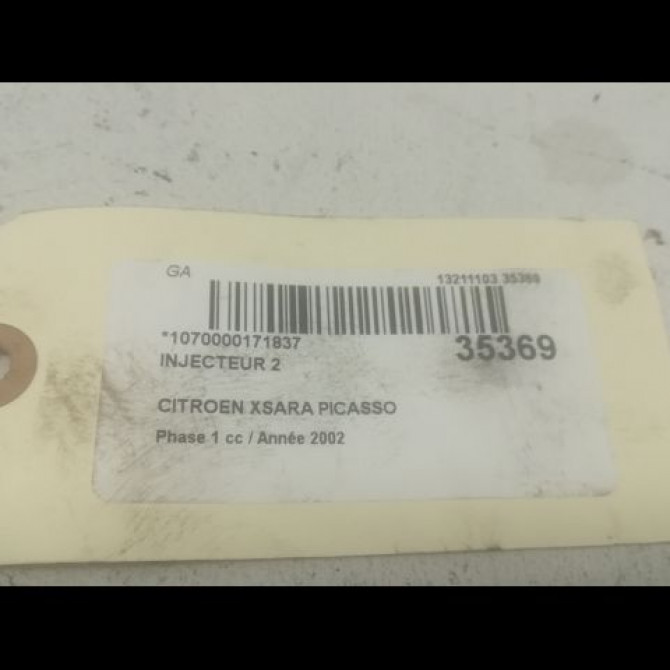 GA
13211103 35369
*1070000171837
35369
INJECTEUR 2
CITROEN XSARA PICASSO
Phase 1 cc / Année 2002